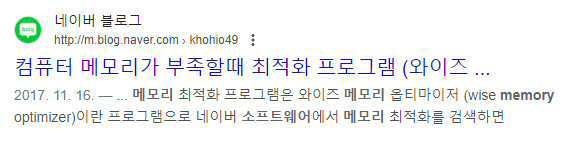 네이버 블로그
blog
http://m.blog.naver.com › khohio49
컴퓨터 메모리가 부족할때 최적화 프로그램 (와이즈 ...
2017. 11. 16. — ... 메모리 최적화 프로그램은 와이즈 메모리 옵티마이저 (wise memory
optimizer)이란 프로그램으로 네이버 소프트웨어에서 메모리 최적화를 검색하면